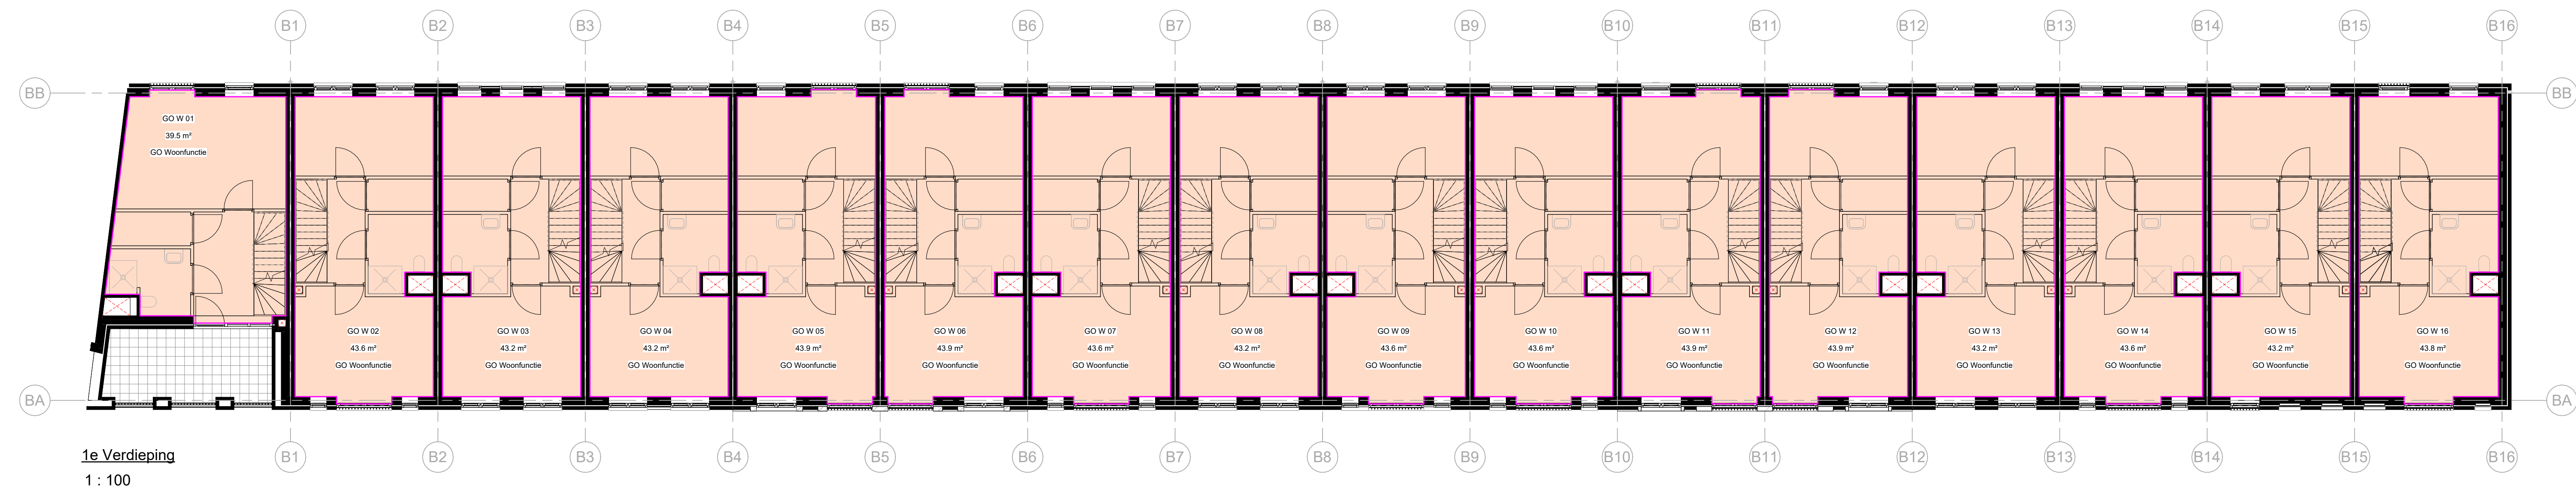 B1 B2 B3 B4 B5 B6 B7 B8 B9 B10 B11 B12 B13 B14 B15 B16
BB BB
GO W 01
39.5 m²
GO Woonfunctie
GO W 02
43.6 m²
GO Woonfunctie
GO W 03
43.2 m²
GO Woonfunctie
GO W 04
43.2 m²
GO Woonfunctie
GO W 05
43.9 m²
GO Woonfunctie
GO W 06
43.9 m²
GO Woonfunctie
GO W 07
43.6 m²
GO Woonfunctie
GO W 08
43.2 m²
GO Woonfunctie
GO W 09
43.6 m²
GO Woonfunctie
GO W 10
43.6 m²
GO Woonfunctie
GO W 11
43.9 m²
GO Woonfunctie
GO W 12
43.9 m²
GO Woonfunctie
GO W 13
43.2 m²
GO Woonfunctie
GO W 14
43.6 m²
GO Woonfunctie
GO W 15
43.2 m²
GO Woonfunctie
GO W 16
43.8 m²
GO Woonfunctie
BA BA
B1 B2 B3 B4 B5 B6 B7 B8 B9 B10 B11 B12 B13 B14 B15 B16
1e Verdieping
1 : 100